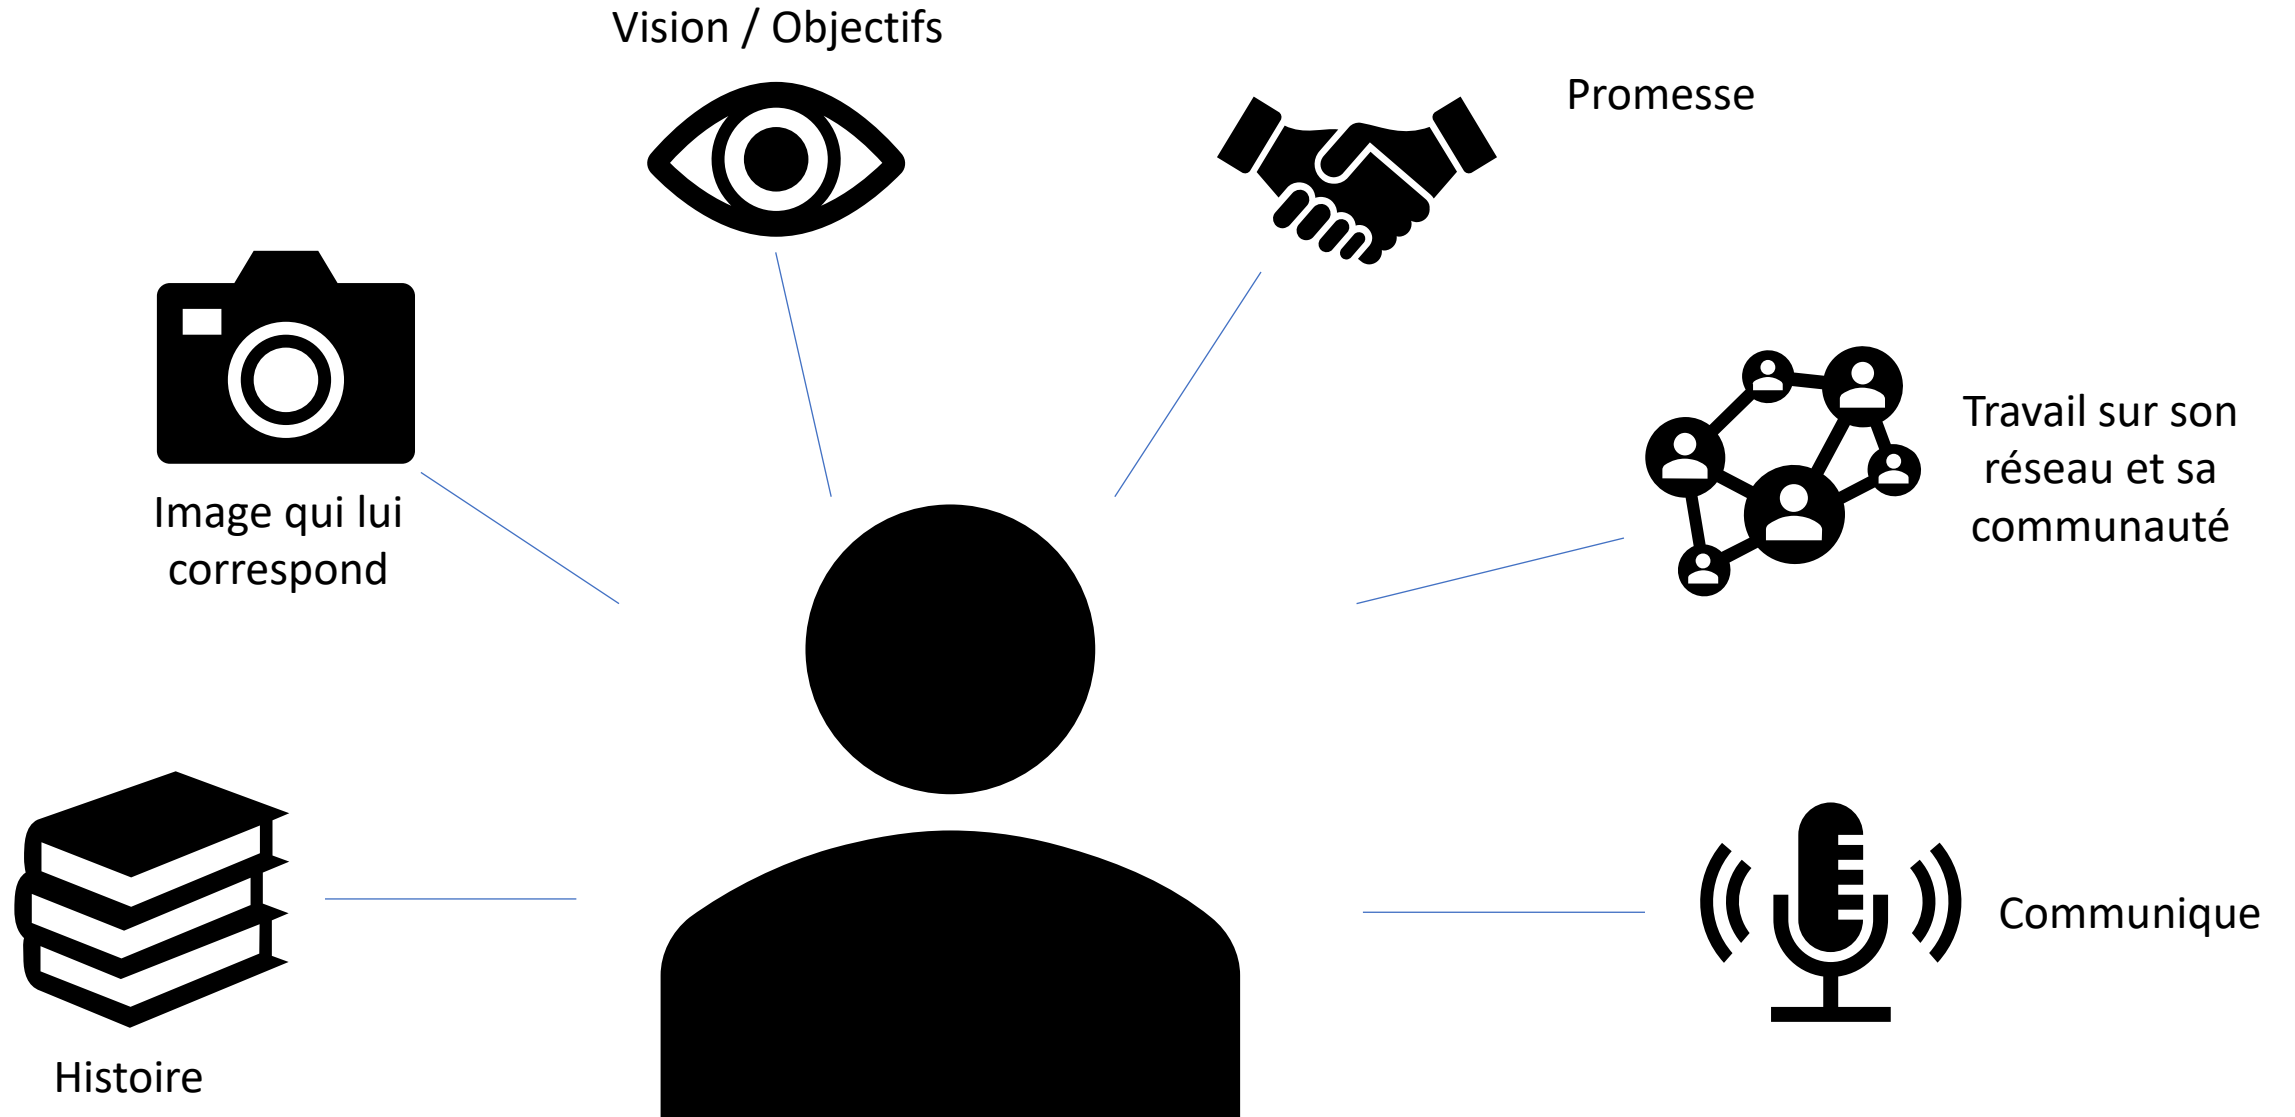 Vision / Objectifs
Promesse
Image qui lui
correspond
Travail sur son
réseau et sa
communauté
Histoire
Communique